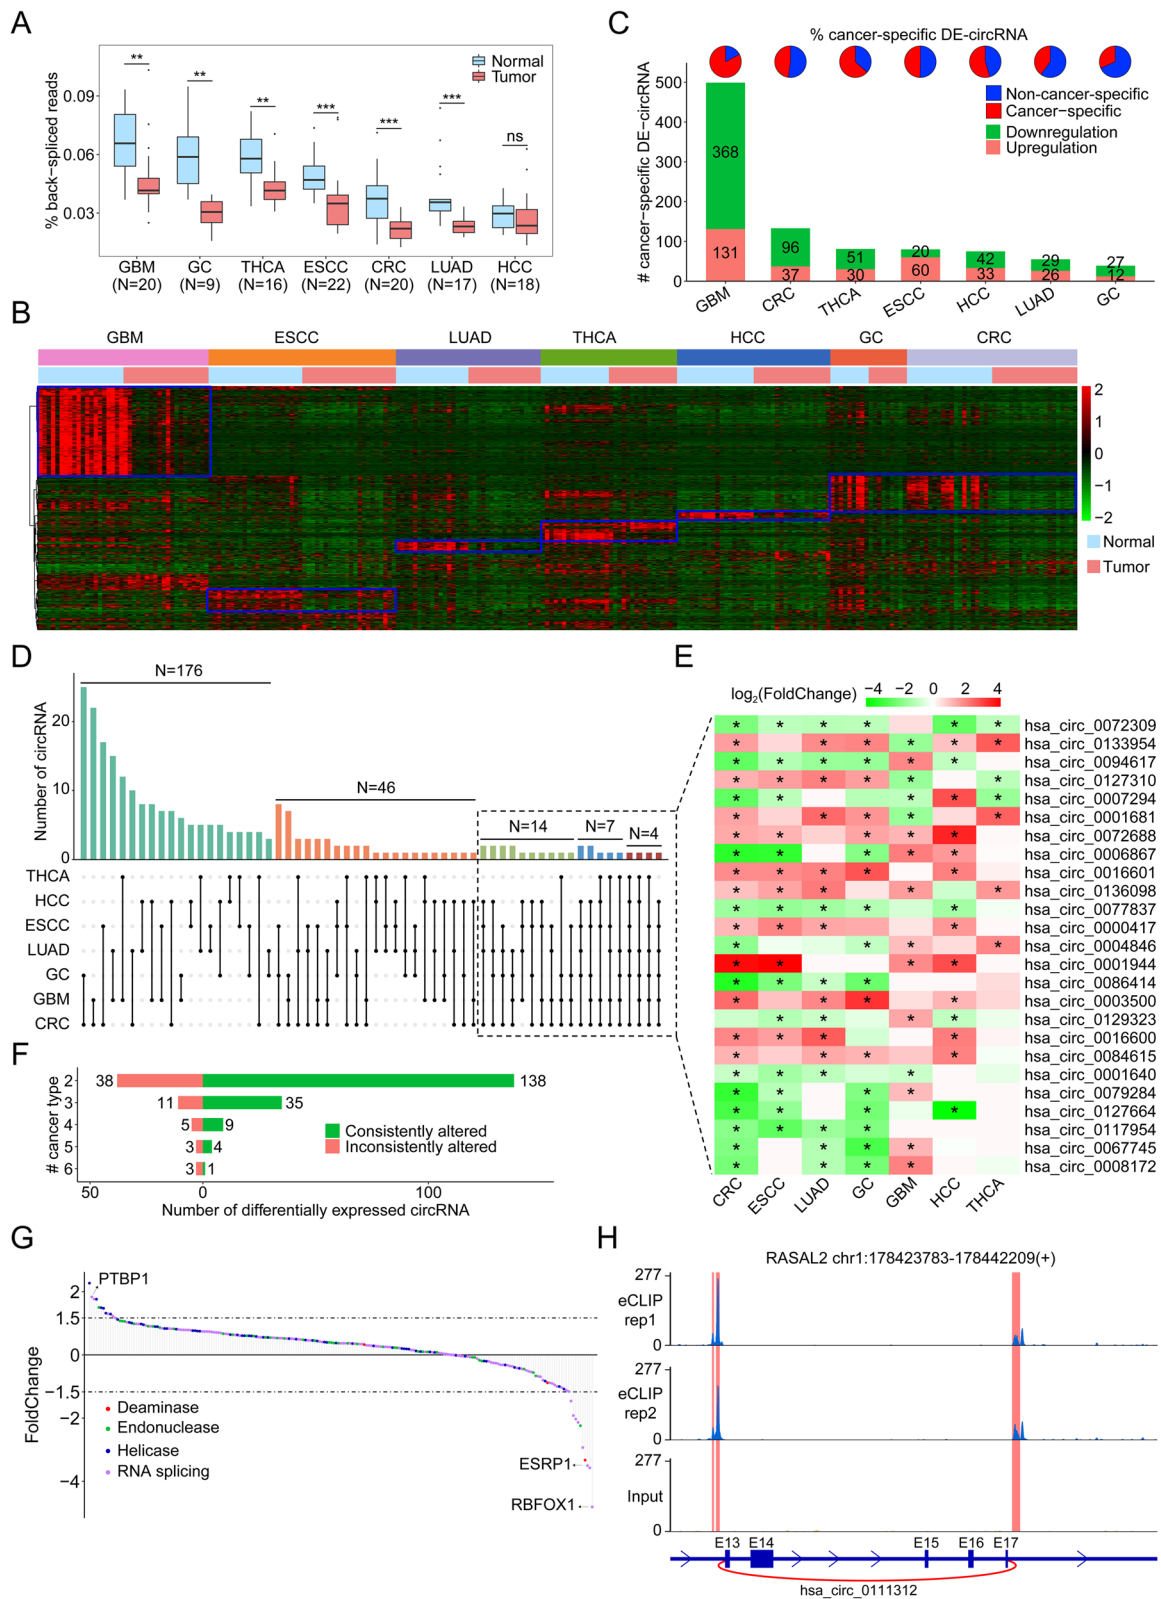 A
% back−spliced reads
0.09
0.06
0.03
Normal
Tumor
**
**
**
***
***
***
ns
GBM
GC
THCA
ESCC
CRC
LUAD
HCC
(N=20)
(N=9)
(N=16)
(N=22)
(N=20)
(N=17)
(N=18)
C
% cancer-specific DE-circRNA
# cancer−specific DE−circRNA
500
400
300
200
100
0
Non-cancer-specific
Cancer−specific
Downregulation
Upregulation
368
131
96
37
51
30
20
60
42
33
29
26
27
12
GBM
CRC
THCA
ESCC
HCC
LUAD
GC
B
GBM
ESCC
LUAD
THCA
HCC
GC
CRC
2
1
0
−1
−2
Normal
Tumor
D
Number of circRNA
20
10
0
N=176
N=46
N=14
N=7
N=4
THCA
HCC
ESCC
LUAD
GC
GBM
CRC
E
log2(FoldChange)
−4 −2 0 2 4
* * * * * * hsa_circ_0072309
* * * * * * hsa_circ_0133954
* * * * * * hsa_circ_0094617
* * * * * * hsa_circ_0127310
* * * * * hsa_circ_0007294
* * * * * hsa_circ_0001681
* * * * * hsa_circ_0072688
* * * * * hsa_circ_0006867
* * * * * hsa_circ_0016601
* * * * * hsa_circ_0136098
* * * * * hsa_circ_0077837
* * * * hsa_circ_0000417
* * * * hsa_circ_0004846
* * * * hsa_circ_0001944
* * * * hsa_circ_0086414
* * * * hsa_circ_0003500
* * * * hsa_circ_0129323
* * * * hsa_circ_0016600
* * * * hsa_circ_0084615
* * * * hsa_circ_0001640
* * * * hsa_circ_0079284
* * * * hsa_circ_0127664
* * * * hsa_circ_0117954
* * * * hsa_circ_0067745
* * * * hsa_circ_0008172
CRC
ESCC
LUAD
GC
GBM
HCC
THCA
F
# cancer type
2
3
4
5
6
38
138
11
35
5
9
3
4
3
1
Consistently altered
Inconsistently altered
50
0
100
Number of differentially expressed circRNA
G
FoldChange
2
1.5
0
−1.5
−2
−4
PTBP1
Deaminase
Endonuclease
Helicase
RNA splicing
ESRP1
RBFOX1
H
RASAL2 chr1:178423783-178442209(+)
277
eCLIP
rep1
0
277
eCLIP
rep2
0
277
Input
0
E13 E14 E15 E16 E17
hsa_circ_0111312